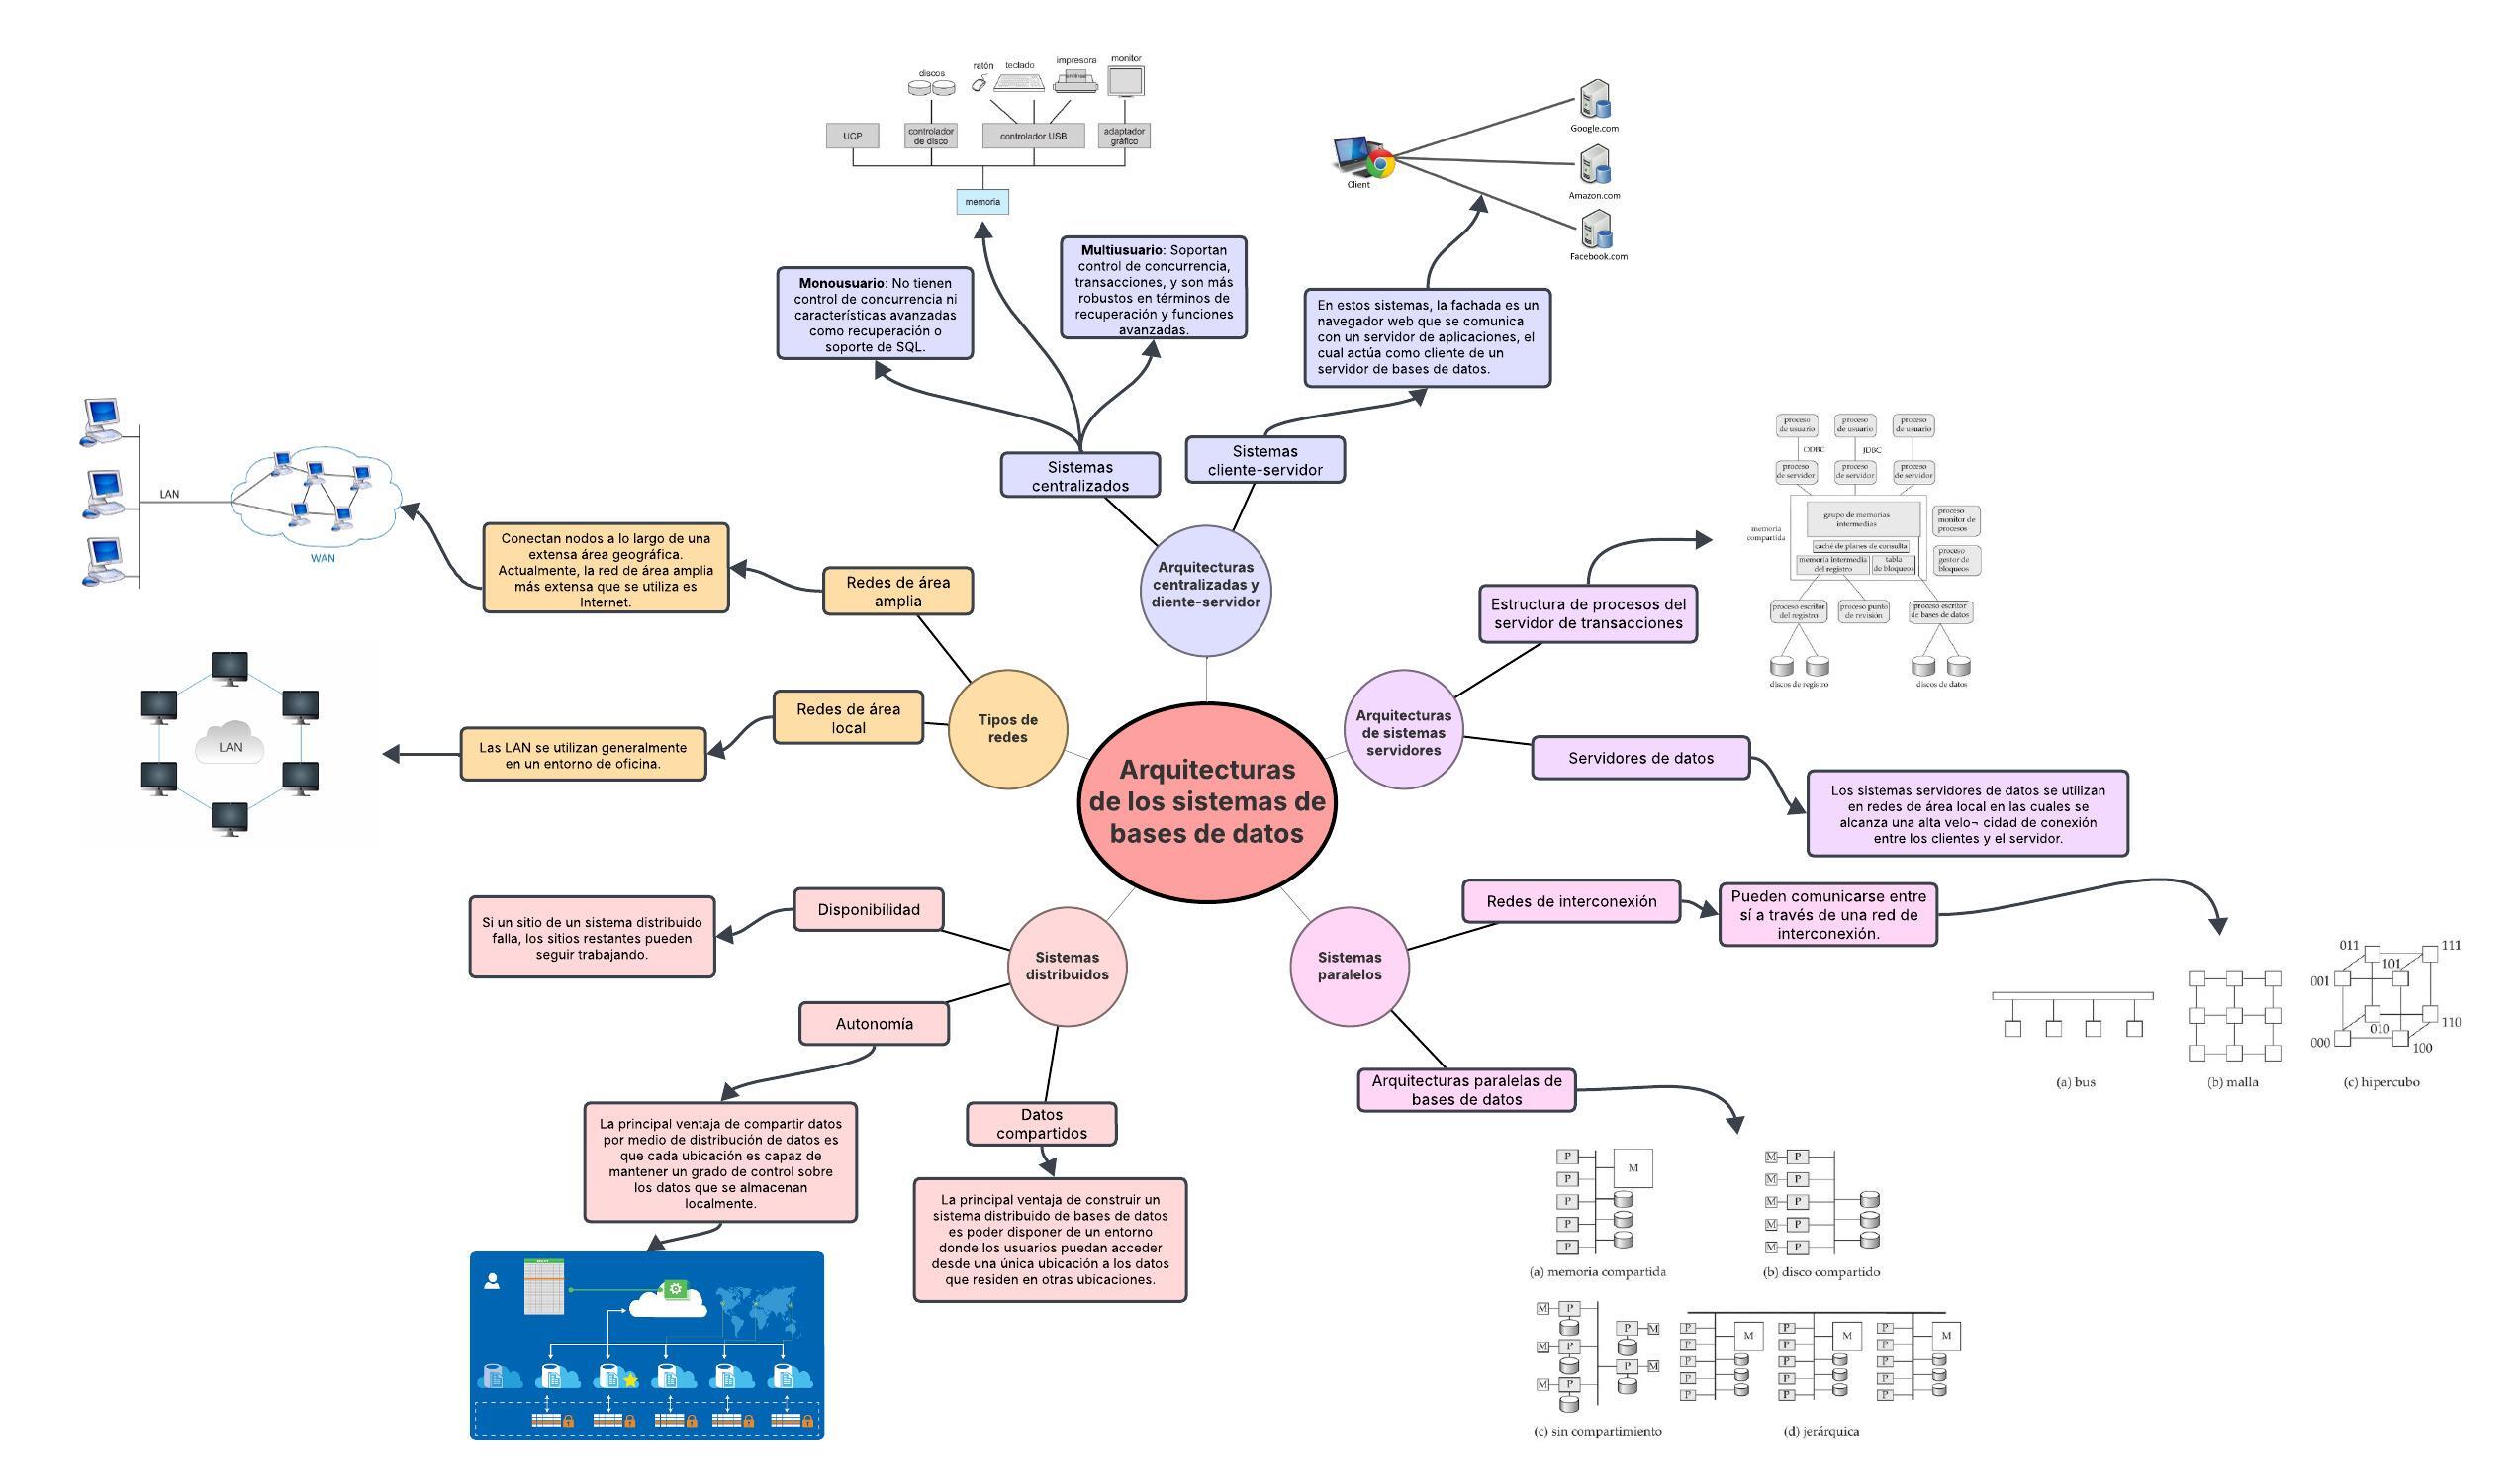 discos
ratón
teclado
impresora
monitor
UCP
controlador
de disco
controlador USB
adaptador
gráfico
memoria
Client
Google.com
Amazon.com
Facebook.com
Monousuario: No tienen
control de concurrencia ni
características avanzadas
como recuperación o
soporte de SQL.
Multiusuario: Soportan
control de concurrencia,
transacciones, y son más
robustos en términos de
recuperación y funciones
avanzadas.
En estos sistemas, la fachada es un
navegador web que se comunica
con un servidor de aplicaciones, el
cual actúa como cliente de un
servidor de bases de datos.
Sistemas
centralizados
Sistemas
cliente-servidor
Arquitecturas
centralizadas y
diente-servidor
LAN
WAN
Conectan nodos a lo largo de una
extensa área geográfica.
Actualmente, la red de área amplia
más extensa que se utiliza es
Internet.
Redes de área
amplia
LAN
Las LAN se utilizan generalmente
en un entorno de oficina.
Redes de área
local
Tipos de
redes
Arquitecturas
de los sistemas de
bases de datos
Arquitecturas
de sistemas
servidores
Estructura de procesos del
servidor de transacciones
proceso
de usuario
proceso
de usuario
proceso
de usuario
ODBC
JDBC
proceso
de servidor
proceso
de servidor
proceso
de servidor
memoria
compartida
grupo de memorias
intermedias
caché de planes de consulta
memoria intermedia
del registro
tabla
de bloqueos
proceso
monitor de
procesos
proceso
gestor de
bloqueos
proceso escritor
del registro
proceso punto
de revisión
proceso escritor
de bases de datos
discos de registro
discos de datos
Servidores de datos
Los sistemas servidores de datos se utilizan
en redes de área local en las cuales se
alcanza una alta velo¬ cidad de conexión
entre los clientes y el servidor.
Redes de interconexión
Pueden comunicarse entre
sí a través de una red de
interconexión.
011
111
101
001
010
110
000
100
(a) bus
(b) malla
(c) hipercubo
Sistemas
paralelos
Arquitecturas paralelas de
bases de datos
P
P
P
P
P
M
(a) memoria compartida
M P
M P
M P
M P
M P
(b) disco compartido
M P
M P
M P
P M
P M
(c) sin compartimiento
P
P
P
P
P
M
P
P
P
P
P
M
P
P
P
P
P
M
(d) jerárquica
Sistemas
distribuidos
Disponibilidad
Si un sitio de un sistema distribuido
falla, los sitios restantes pueden
seguir trabajando.
Autonomía
La principal ventaja de compartir datos
por medio de distribución de datos es
que cada ubicación es capaz de
mantener un grado de control sobre
los datos que se almacenan
localmente.
Datos
compartidos
La principal ventaja de construir un
sistema distribuido de bases de datos
es poder disponer de un entorno
donde los usuarios puedan acceder
desde una única ubicación a los datos
que residen en otras ubicaciones.